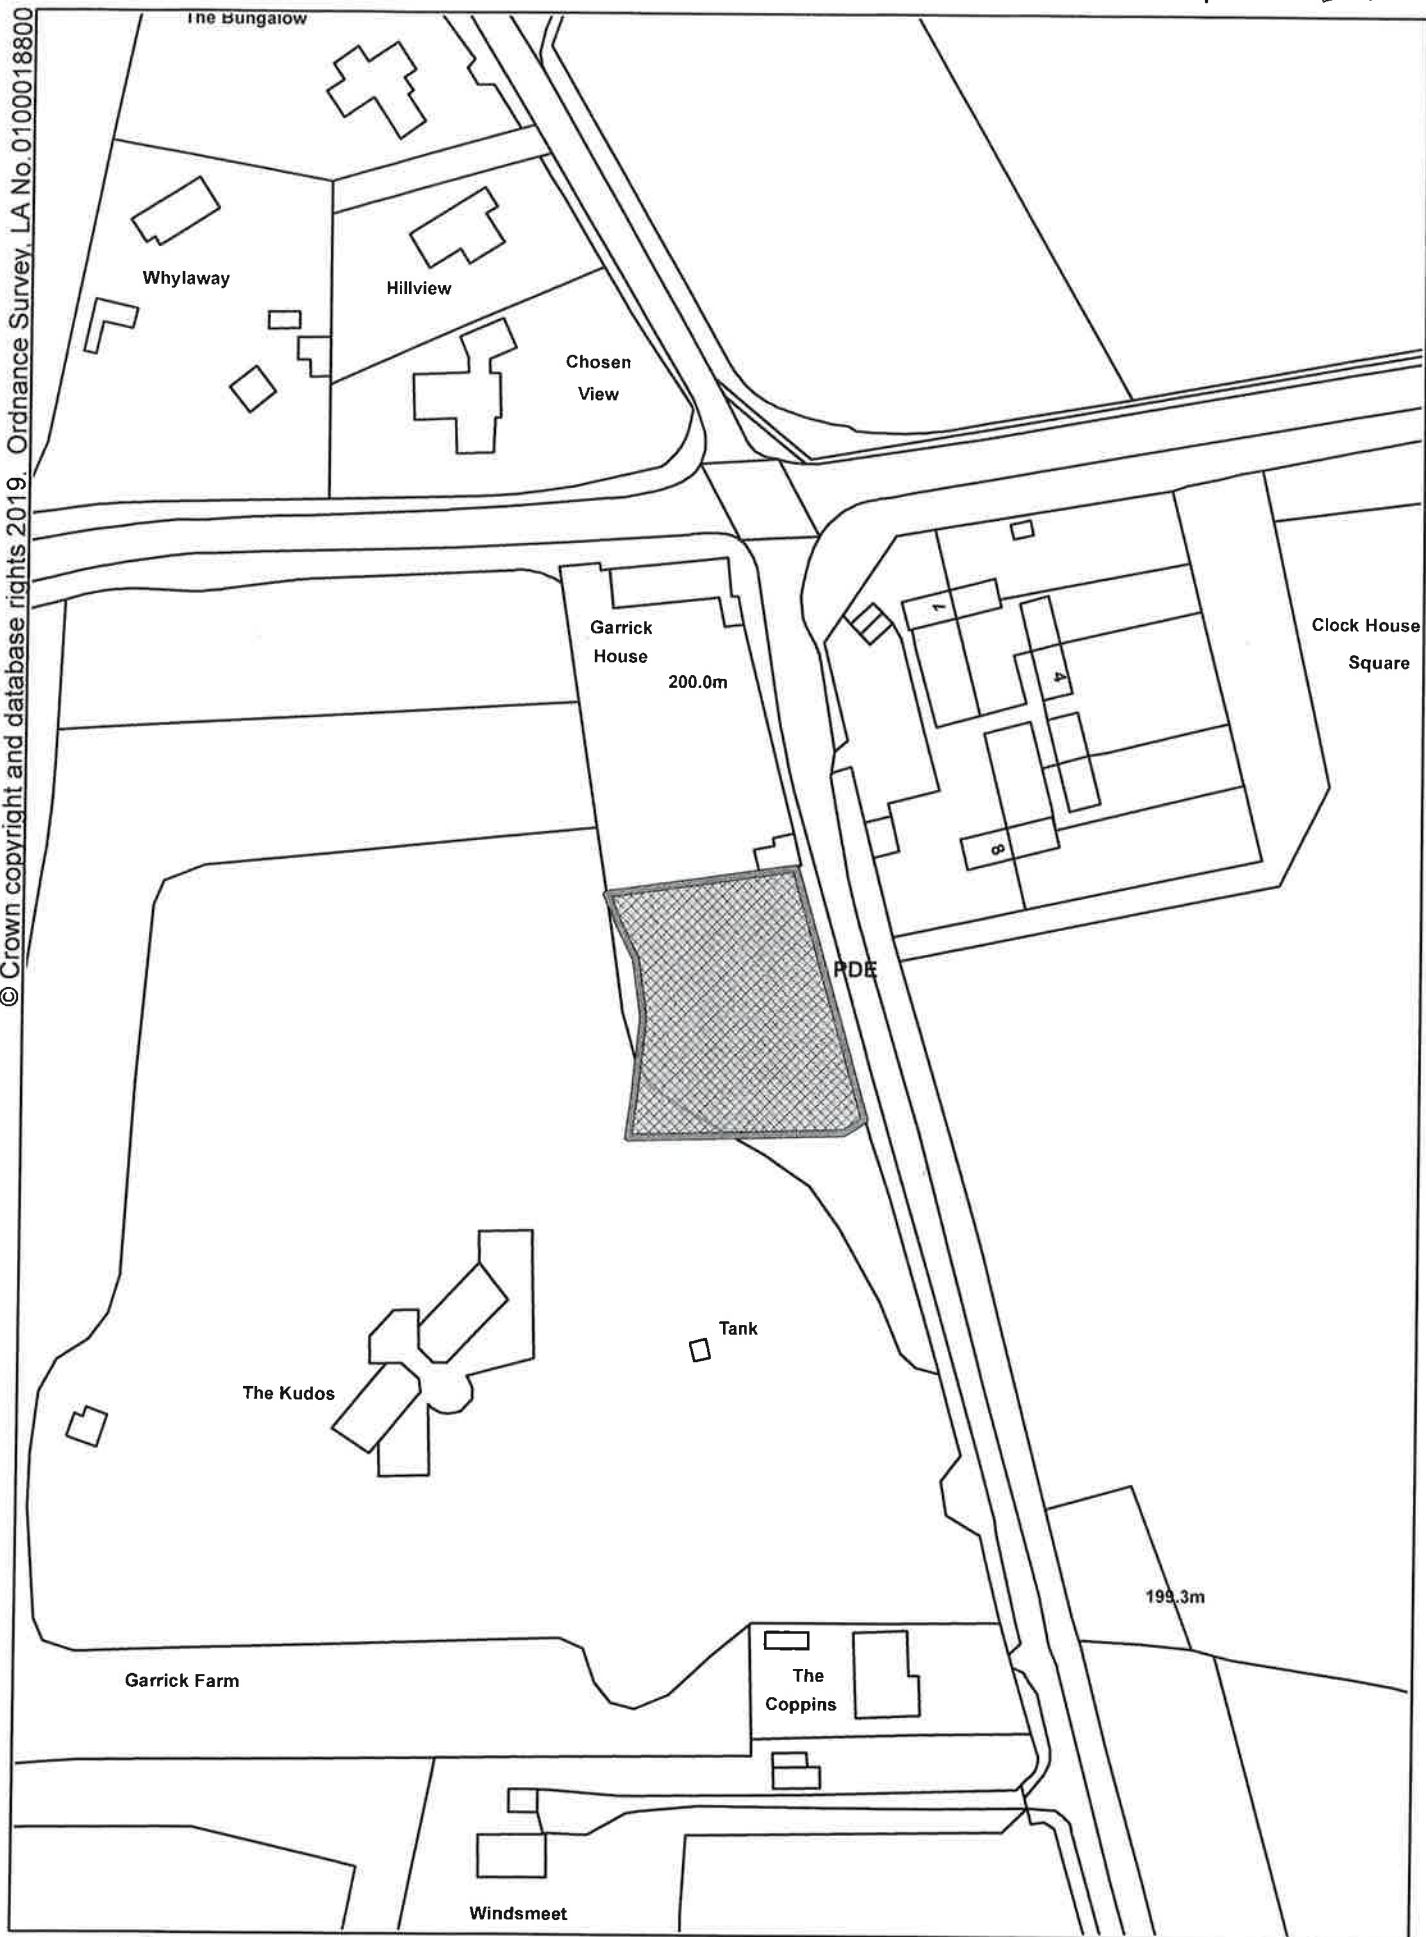 © Crown copyright and database rights 2019. Ordnance Survey, LA No.0100018800
The Bungalow
Whylaway
Hillview
Chosen
View
Garrick
House
200.0m
1
4
8
Clock House
Square
PDE
Tank
The Kudos
199.3m
Garrick Farm
The
Coppins
Windsmeet